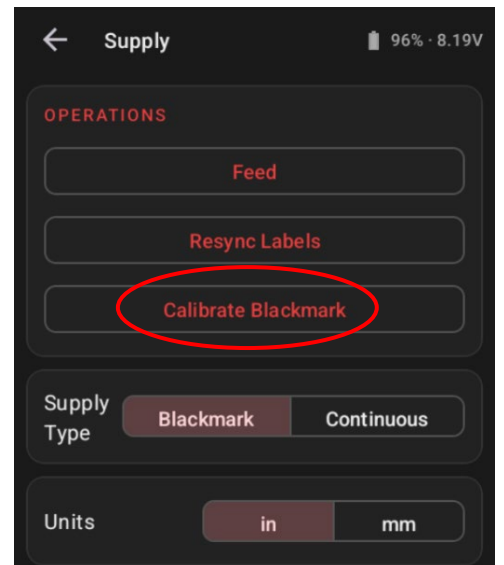 Supply
96% · 8.19V
OPERATIONS
Feed
Resync Labels
Calibrate Blackmark
Supply
Type
Blackmark
Continuous
Units
in
mm